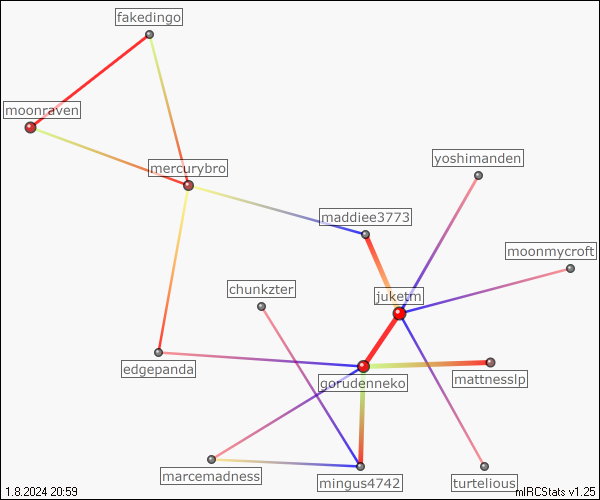 fakedingo
moonraven
mercurybro
yoshimanden
maddiee3773
moonmycroft
chunkzter
juketm
edgepanda
gorudenneko
mattnesslp
marcemadness
mingus4742
turtelious
1.8.2024 20:59
mIRCStats v1.25